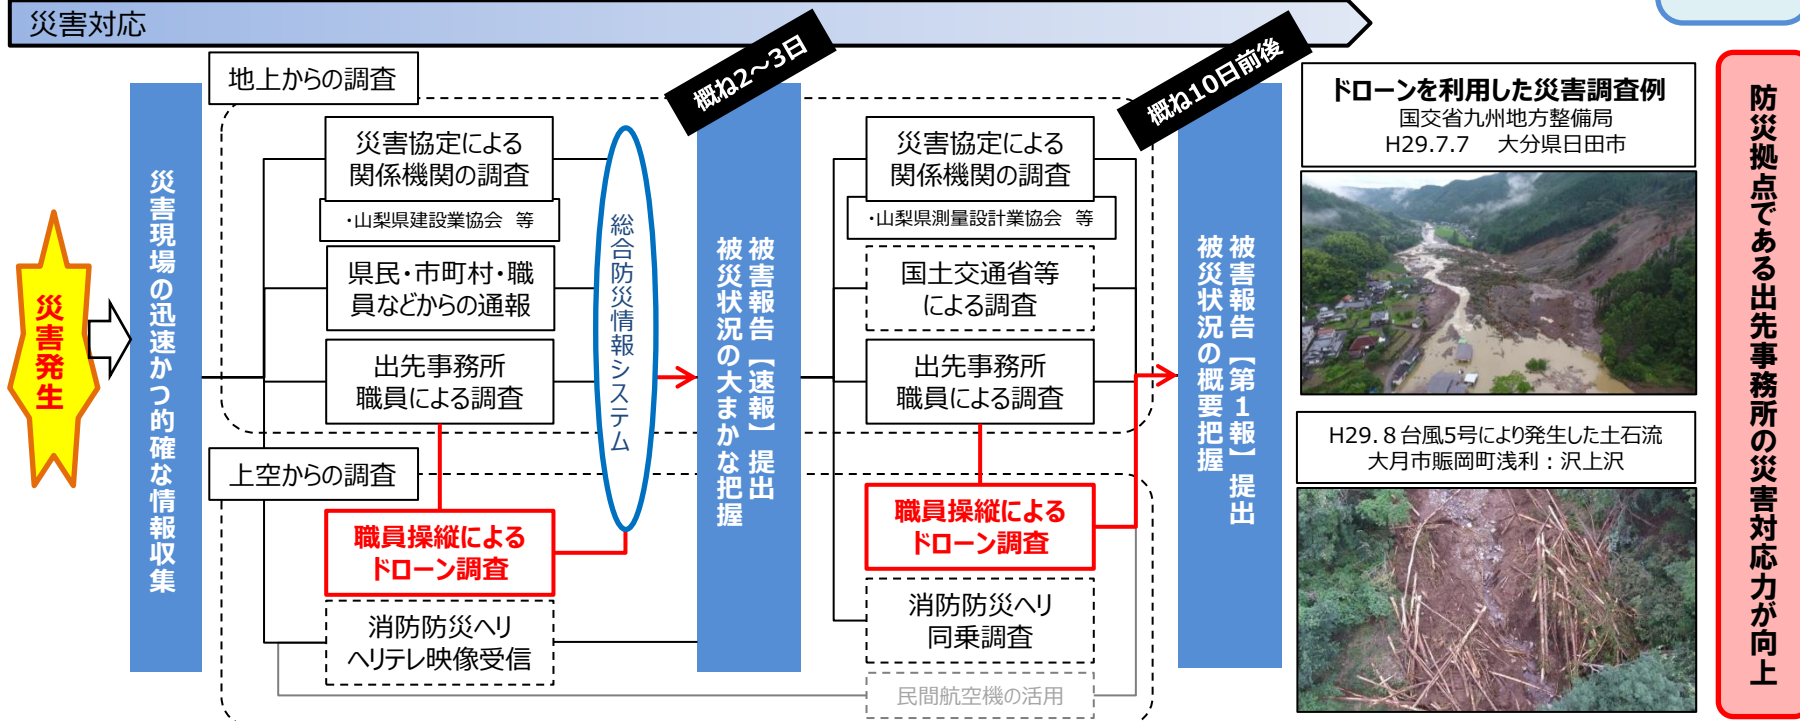 災害対応
災害発生
災害現場の迅速かつ的確な情報収集
地上からの調査
災害協定による
関係機関の調査
・山梨県建設業協会 等
県民・市町村・職
員などからの通報
出先事務所
職員による調査
上空からの調査
職員操縦による
ドローン調査
消防防災ヘリ
ヘリテレ映像受信
総合防災情報システム
概ね2～3日
被害報告【速報】提出
被災状況の大まかな把握
災害協定による
関係機関の調査
・山梨県測量設計業協会 等
国土交通省等
による調査
出先事務所
職員による調査
職員操縦による
ドローン調査
消防防災ヘリ
同乗調査
民間航空機の活用
概ね10日前後
被害報告【第1報】提出
被災状況の概要把握
ドローンを利用した災害調査例
国交省九州地方整備局
H29.7.7 大分県日田市
H29.８台風5号により発生した土石流
大月市賑岡町浅利：沢上沢
防災拠点である出先事務所の災害対応力が向上